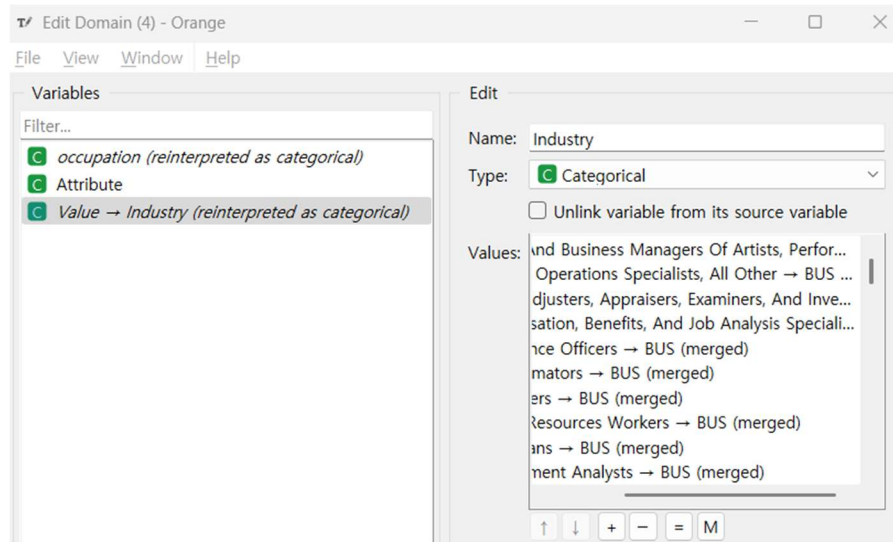 Edit Domain (4) - Orange
File View Window Help
Variables
Filter...
C occupation (reinterpreted as categorical)
C Attribute
C Value → Industry (reinterpreted as categorical)
Edit
Name: Industry
Type: C Categorical
Unlink variable from its source variable
Values:
And Business Managers Of Artists, Perfor...
Operations Specialists, All Other → BUS ...
djusters, Appraisers, Examiners, And Inve...
sation, Benefits, And Job Analysis Speciali...
nce Officers → BUS (merged)
mators → BUS (merged)
ers → BUS (merged)
Resources Workers → BUS (merged)
ans → BUS (merged)
ment Analysts → BUS (merged)
↑ ↓ + − = M